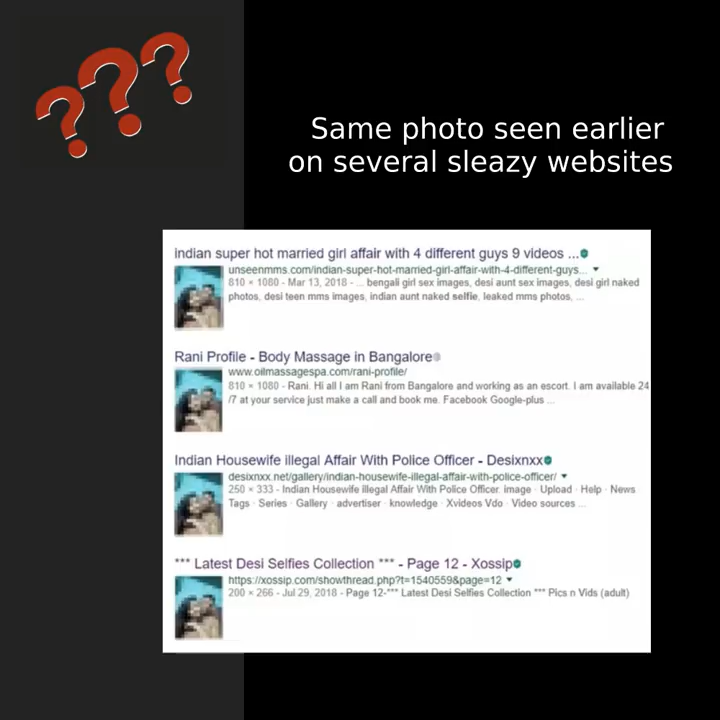 ???
Same photo seen earlier
on several sleazy websites
indian super hot married girl affair with 4 different guys 9 videos ...
unseenmms.com/indian-super-hot-married-girl-affair-with-4-different-guys...
810 × 1080 - Mar 13, 2018 - ... bengali girl sex images, desi aunt sex images, desi girl naked
photos, desi teen mms images, indian aunt naked selfie, leaked mms photos, ...
Rani Profile - Body Massage in Bangalore
www.oilmassagespa.com/rani-profile/
810 × 1080 - Rani. Hi all I am Rani from Bangalore and working as an escort. I am available 24
/7 at your service just make a call and book me. Facebook Google-plus ...
Indian Housewife illegal Affair With Police Officer - Desixnxx
desixnxx.net/gallery/indian-housewife-illegal-affair-with-police-officer/
250 × 333 - Indian Housewife illegal Affair With Police Officer. image · Upload · Help · News
Tags · Series · Gallery · advertiser · knowledge · Xvideos Vdo · Video sources ...
*** Latest Desi Selfies Collection *** - Page 12 - Xossip
https://xossip.com/showthread.php?t=1540559&page=12
200 × 266 - Jul 29, 2018 - Page 12-*** Latest Desi Selfies Collection *** Pics n Vids (adult)